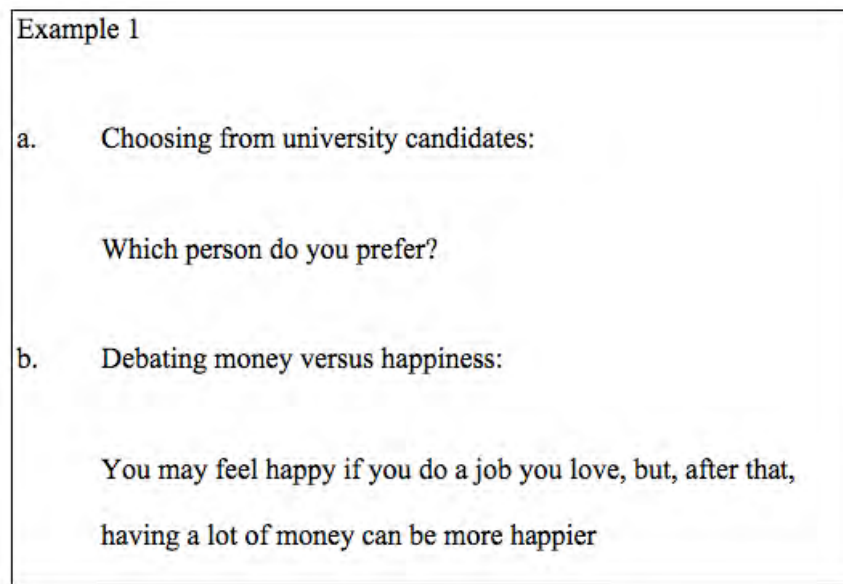 Example 1
a. Choosing from university candidates:
Which person do you prefer?
b. Debating money versus happiness:
You may feel happy if you do a job you love, but, after that,
having a lot of money can be more happier